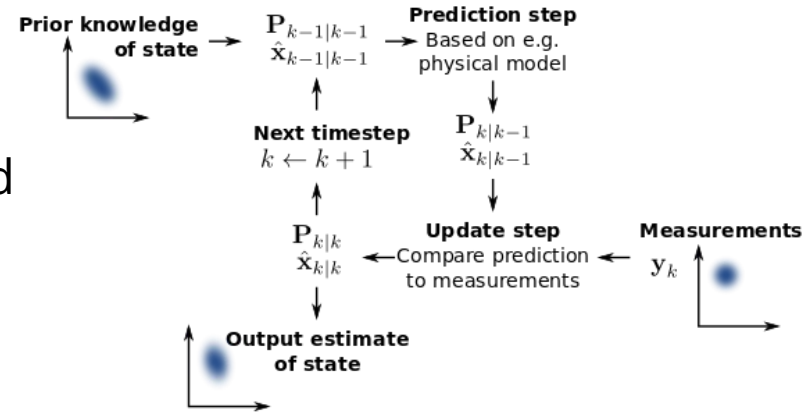 Prior knowledge
of state
P_{k-1|k-1}
x̂_{k-1|k-1}
Prediction step
Based on e.g.
physical model
P_{k|k-1}
x̂_{k|k-1}
Next timestep
k ← k + 1
d
P_{k|k}
x̂_{k|k}
Update step
Compare prediction
to measurements
Measurements
y_k
Output estimate
of state